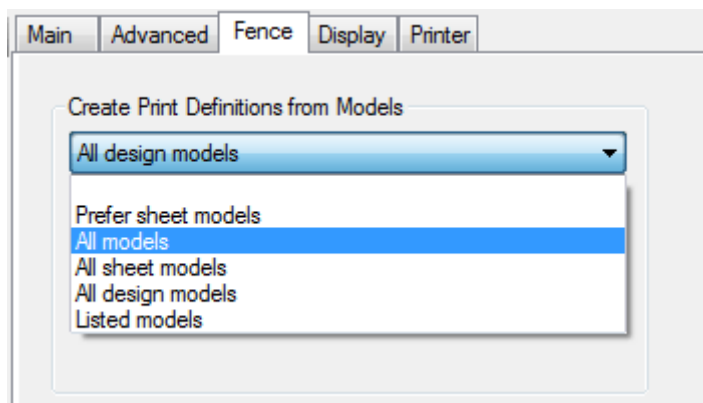 Main Advanced Fence Display Printer
Create Print Definitions from Models
All design models
Prefer sheet models
All models
All sheet models
All design models
Listed models